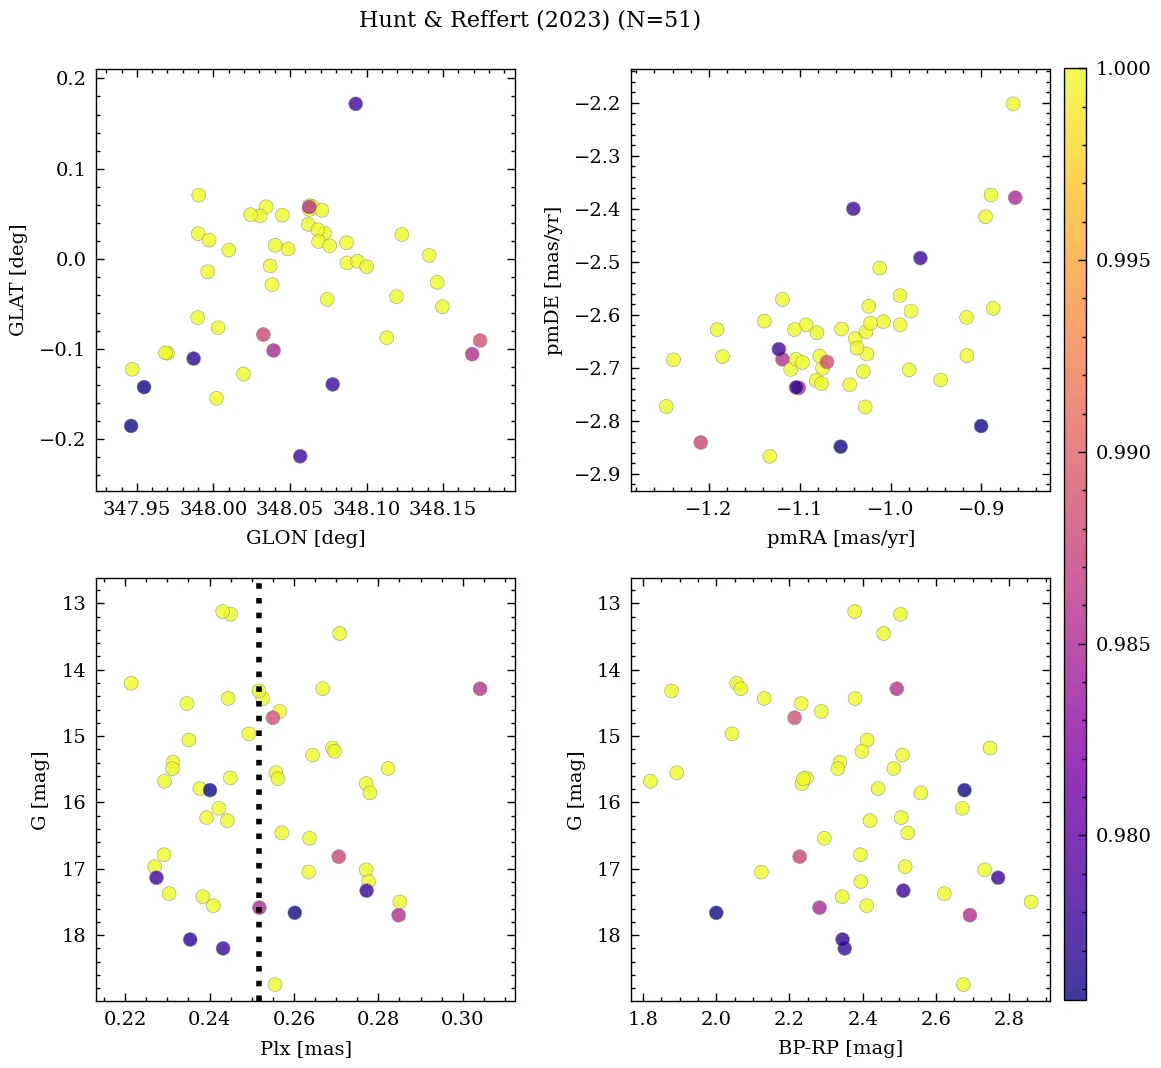 Hunt & Reffert (2023) (N=51)
0.2
0.1
0.0
−0.1
−0.2
GLAT [deg]
347.95 348.00 348.05 348.10 348.15
GLON [deg]
−2.2
−2.3
−2.4
−2.5
−2.6
−2.7
−2.8
−2.9
pmDE [mas/yr]
−1.2 −1.1 −1.0 −0.9
pmRA [mas/yr]
1.000
0.995
0.990
0.985
0.980
13
14
15
16
17
18
G [mag]
0.22 0.24 0.26 0.28 0.30
Plx [mas]
13
14
15
16
17
18
G [mag]
1.8 2.0 2.2 2.4 2.6 2.8
BP-RP [mag]